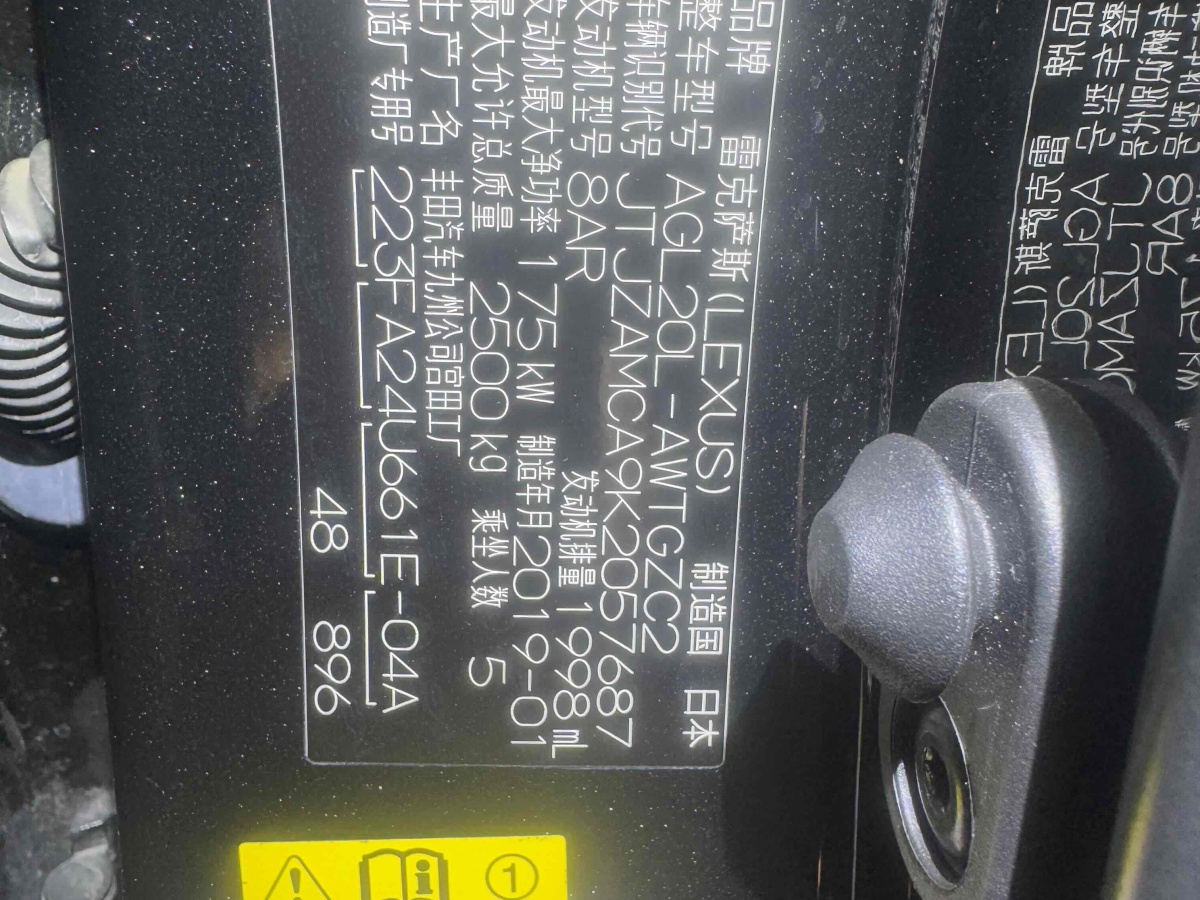 品牌 雷克萨斯(LEXUS) 制造国 日本
整车型号 AGL20L-AWTGZC2
车辆识别代号 JTJZAMCA9K2057687
发动机型号 8AR 发动机排量 1998mL
发动机最大净功率 175kW 制造年月 2019-01
最大允许总质量 2500kg 乘坐人数 5
生产厂名 丰田汽车九州公司宫田工厂
制造厂专用号 223FA24U661E-04A
48 896
1